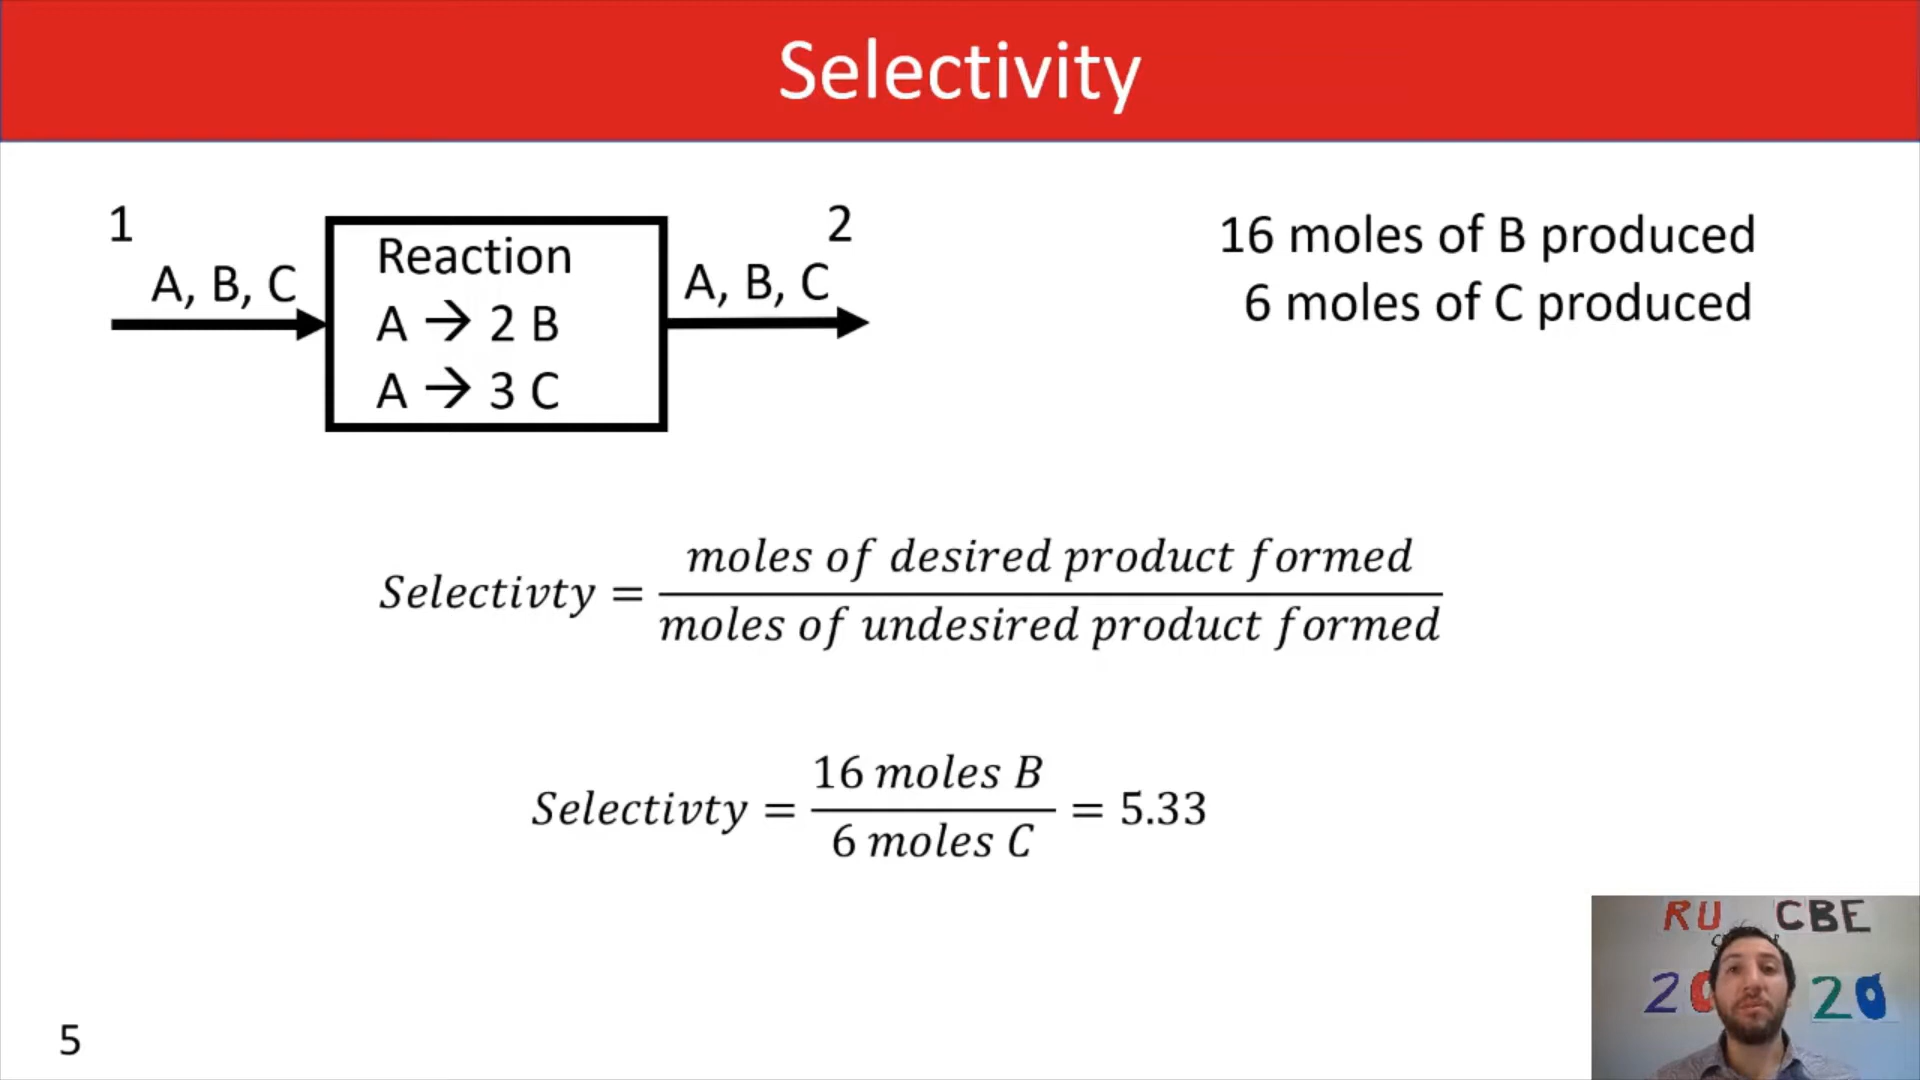 Selectivity
1
2
A, B, C
Reaction
A → 2 B
A → 3 C
A, B, C
16 moles of B produced
6 moles of C produced
Selectivty = moles of desired product formed / moles of undesired product formed
Selectivty = 16 moles B / 6 moles C = 5.33
RU CBE
20 20
5